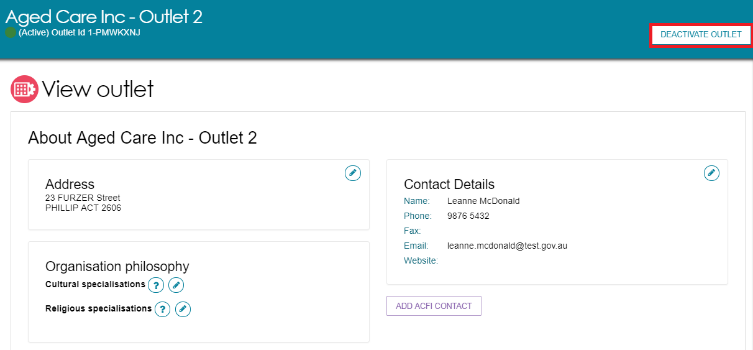 Aged Care Inc - Outlet 2
(Active) Outlet Id 1-PMWKXNJ
DEACTIVATE OUTLET
View outlet
About Aged Care Inc - Outlet 2
Address
23 FURZER Street
PHILLIP ACT 2606
Contact Details
Name: Leanne McDonald
Phone: 9876 5432
Fax:
Email: leanne.mcdonald@test.gov.au
Website:
Organisation philosophy
Cultural specialisations ?
Religious specialisations ?
ADD ACFI CONTACT